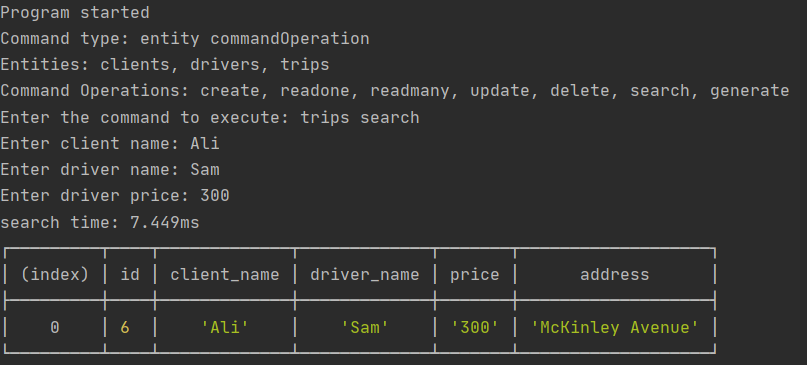 Program started
Command type: entity commandOperation
Entities: clients, drivers, trips
Command Operations: create, readone, readmany, update, delete, search, generate
Enter the command to execute: trips search
Enter client name: Ali
Enter driver name: Sam
Enter driver price: 300
search time: 7.449ms
(index) id client_name driver_name price address
0 6 'Ali' 'Sam' '300' 'McKinley Avenue'